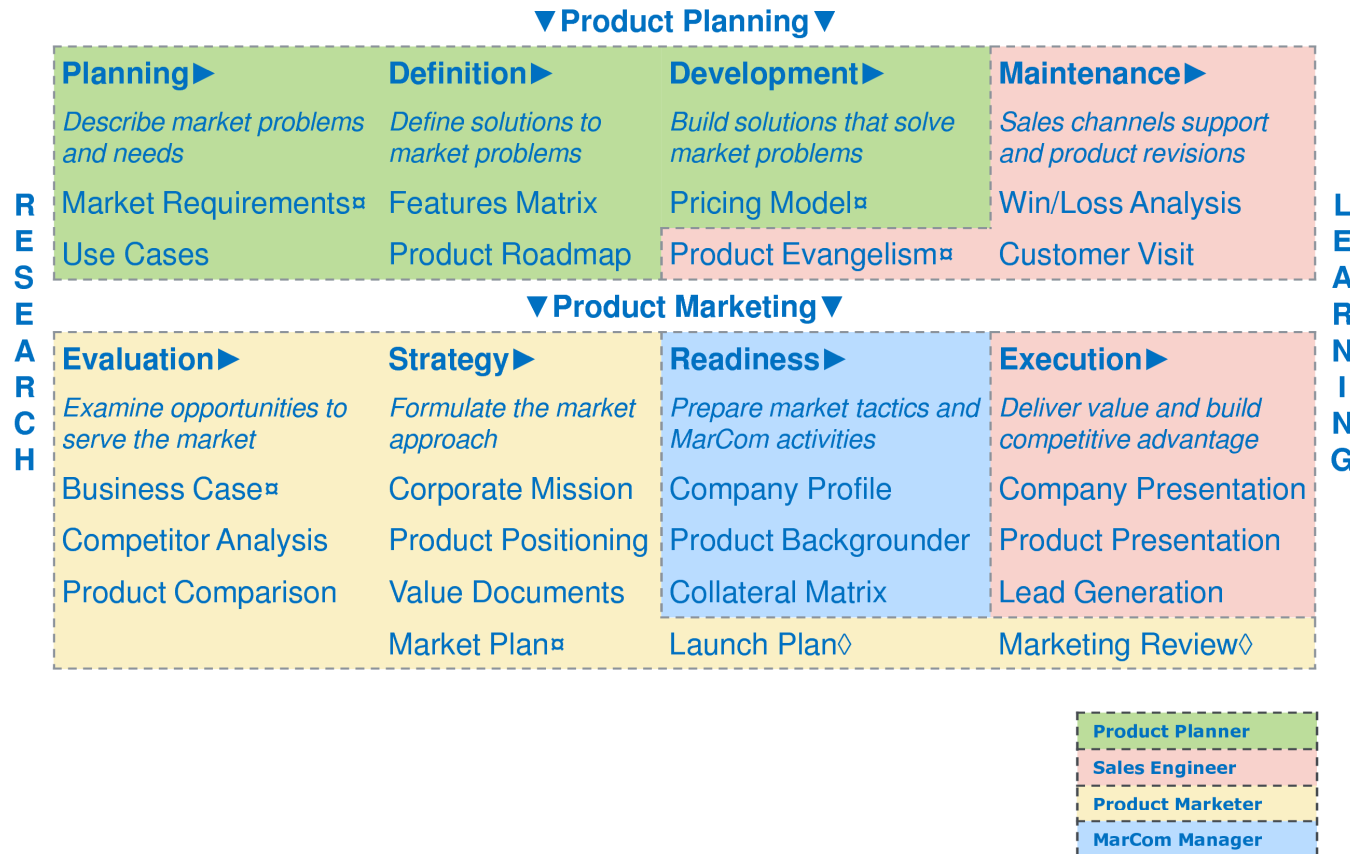 ▼Product Planning▼
Planning▶
Describe market problems
and needs
Market Requirements¤
Use Cases
Definition▶
Define solutions to
market problems
Features Matrix
Product Roadmap
Development▶
Build solutions that solve
market problems
Pricing Model¤
Product Evangelism¤
Maintenance▶
Sales channels support
and product revisions
Win/Loss Analysis
Customer Visit
RESEARCH
LEARNING
▼Product Marketing▼
Evaluation▶
Examine opportunities to
serve the market
Business Case¤
Competitor Analysis
Product Comparison
Strategy▶
Formulate the market
approach
Corporate Mission
Product Positioning
Value Documents
Market Plan¤
Readiness▶
Prepare market tactics and
MarCom activities
Company Profile
Product Backgrounder
Collateral Matrix
Launch Plan◊
Execution▶
Deliver value and build
competitive advantage
Company Presentation
Product Presentation
Lead Generation
Marketing Review◊
Product Planner
Sales Engineer
Product Marketer
MarCom Manager